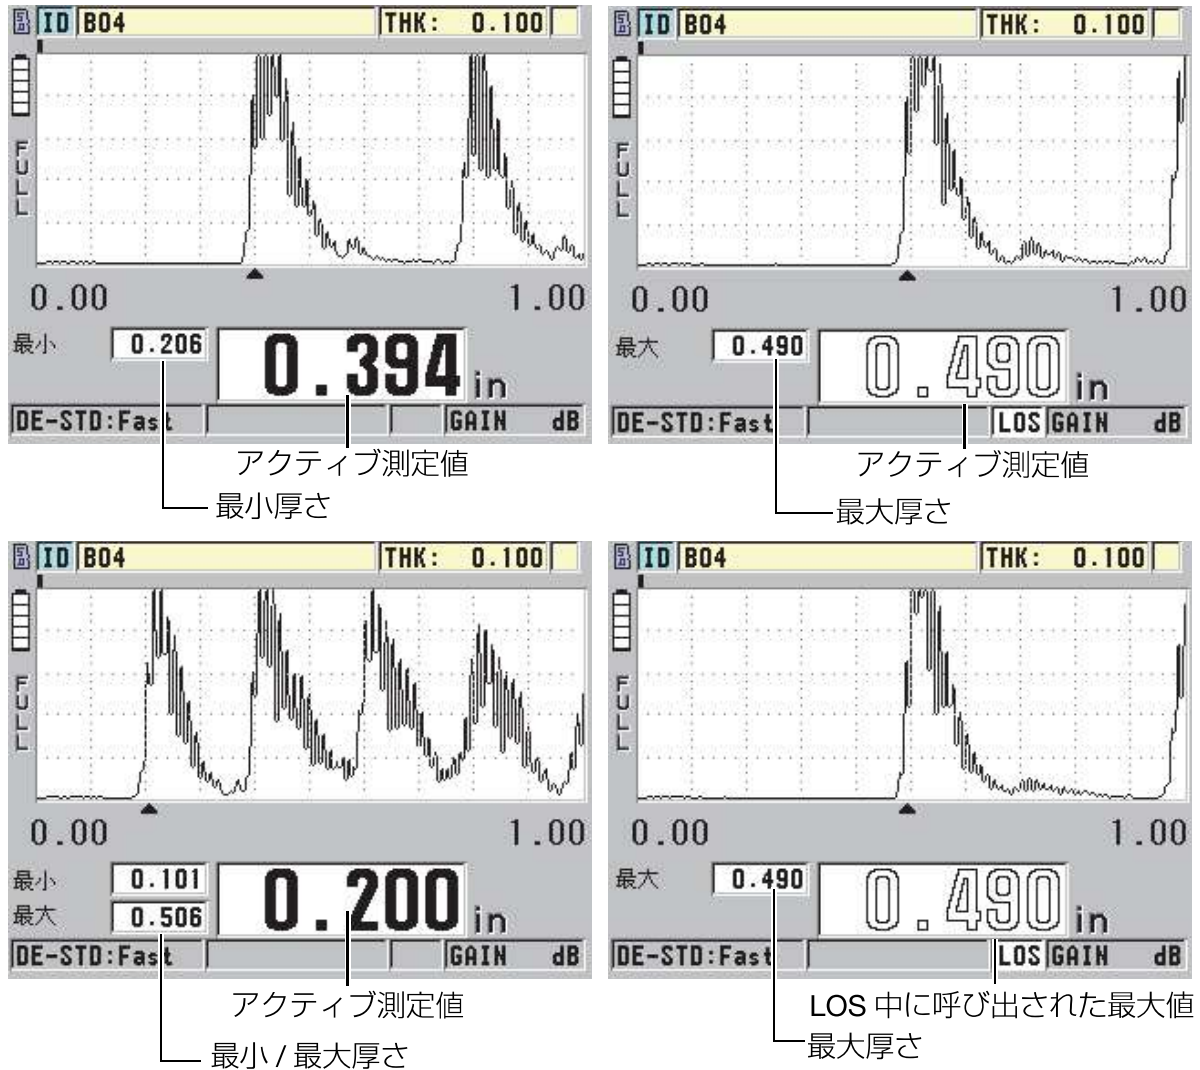 ID B04 THK: 0.100
FULL
0.00 1.00
最小 0.206 0.394 in
DE-STD:Fast GAIN dB
アクティブ測定値
最小厚さ
ID B04 THK: 0.100
FULL
0.00 1.00
最大 0.490 0.490 in
DE-STD:Fast LOS GAIN dB
アクティブ測定値
最大厚さ
ID B04 THK: 0.100
FULL
0.00 1.00
最小 0.101 0.200 in
最大 0.506
DE-STD:Fast GAIN dB
アクティブ測定値
最小 / 最大厚さ
ID B04 THK: 0.100
FULL
0.00 1.00
最大 0.490 0.490 in
DE-STD:Fast LOS GAIN dB
LOS 中に呼び出された最大値
最大厚さ